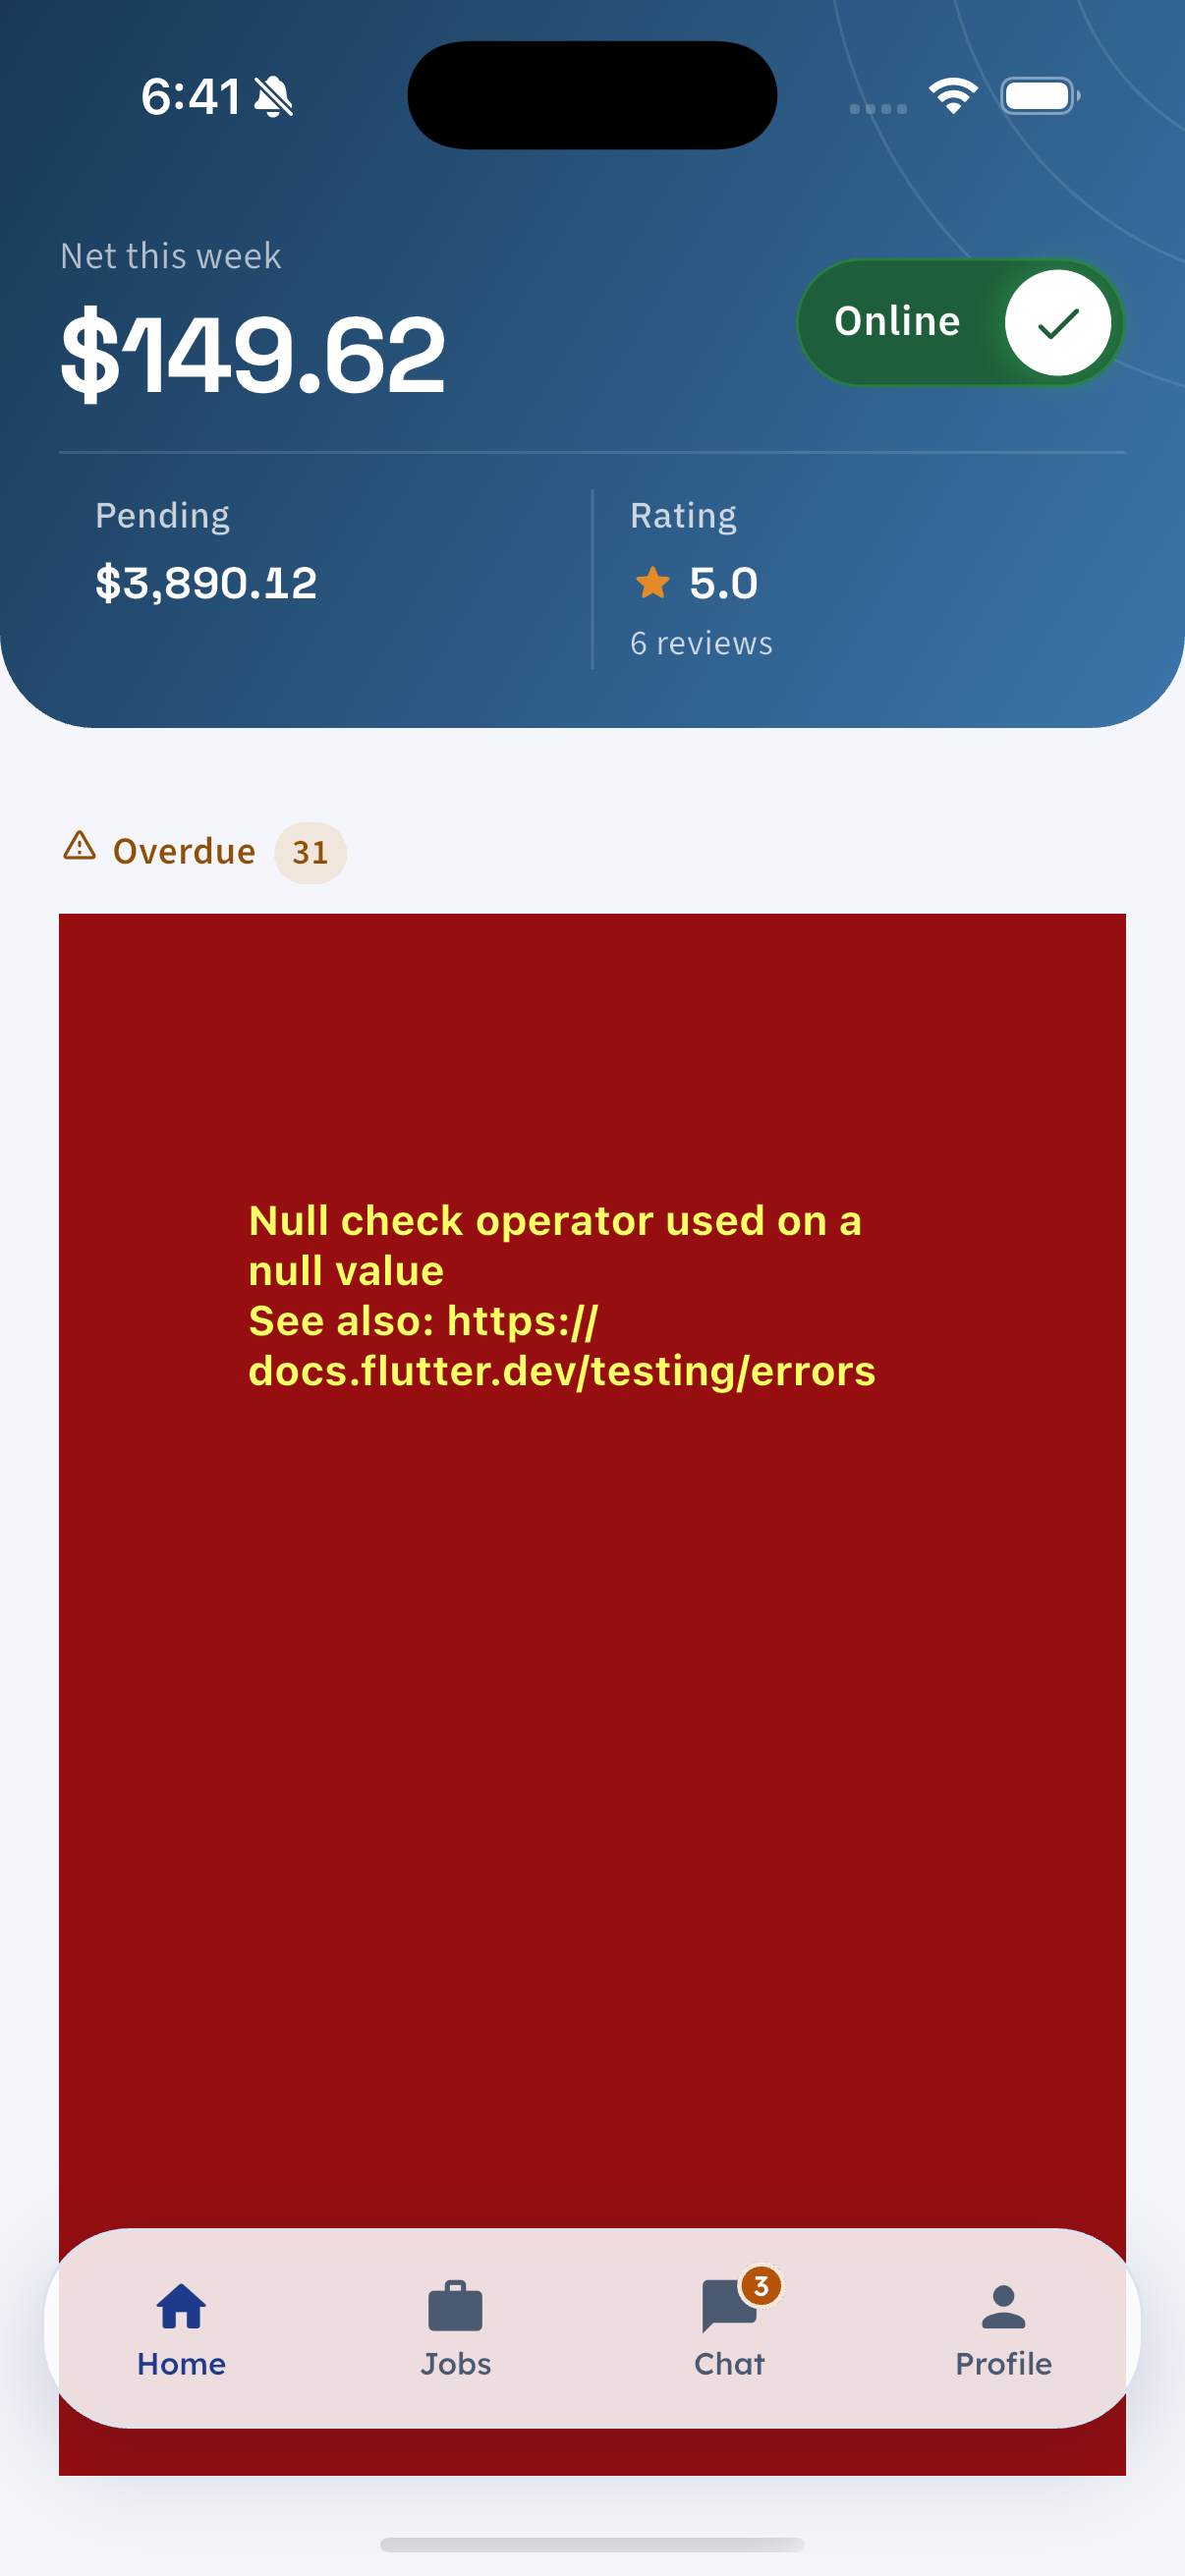 6:41
Net this week
$149.62
Online
Pending
$3,890.12
Rating
5.0
6 reviews
Overdue 31
Null check operator used on a
null value
See also: https://
docs.flutter.dev/testing/errors
3
Home Jobs Chat Profile